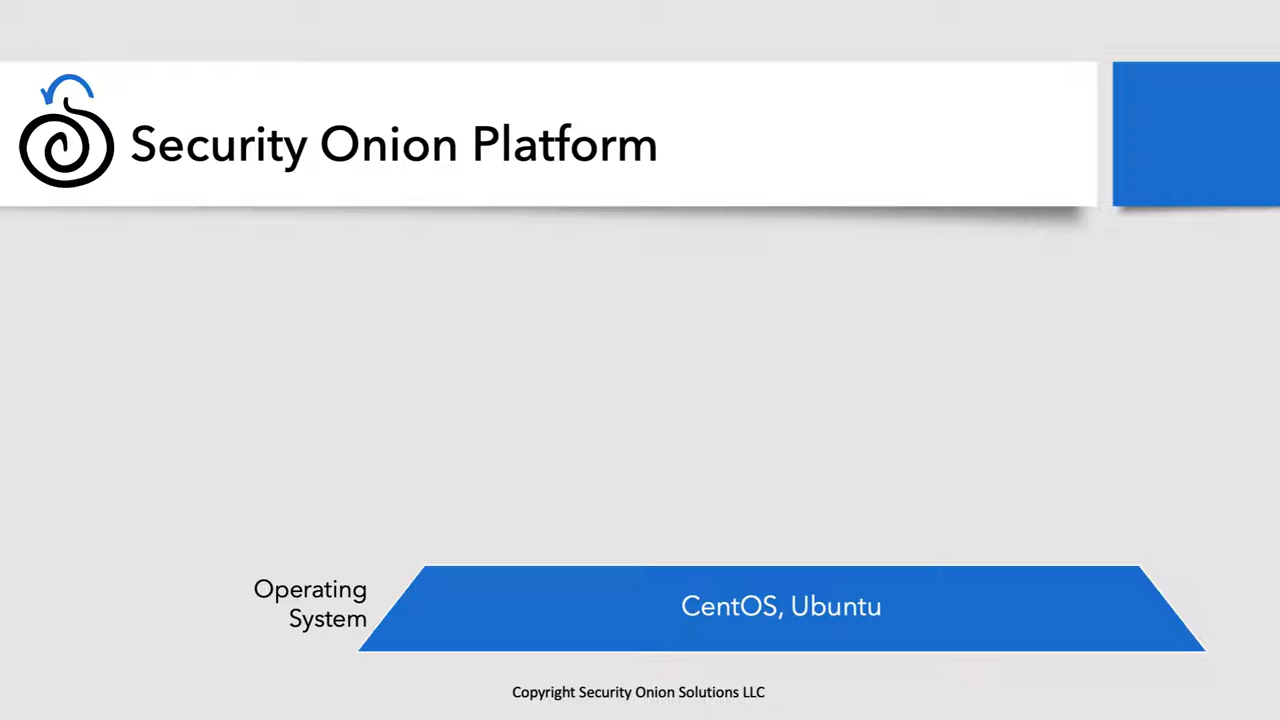 Security Onion Platform
Operating
System
CentOS, Ubuntu
Copyright Security Onion Solutions LLC